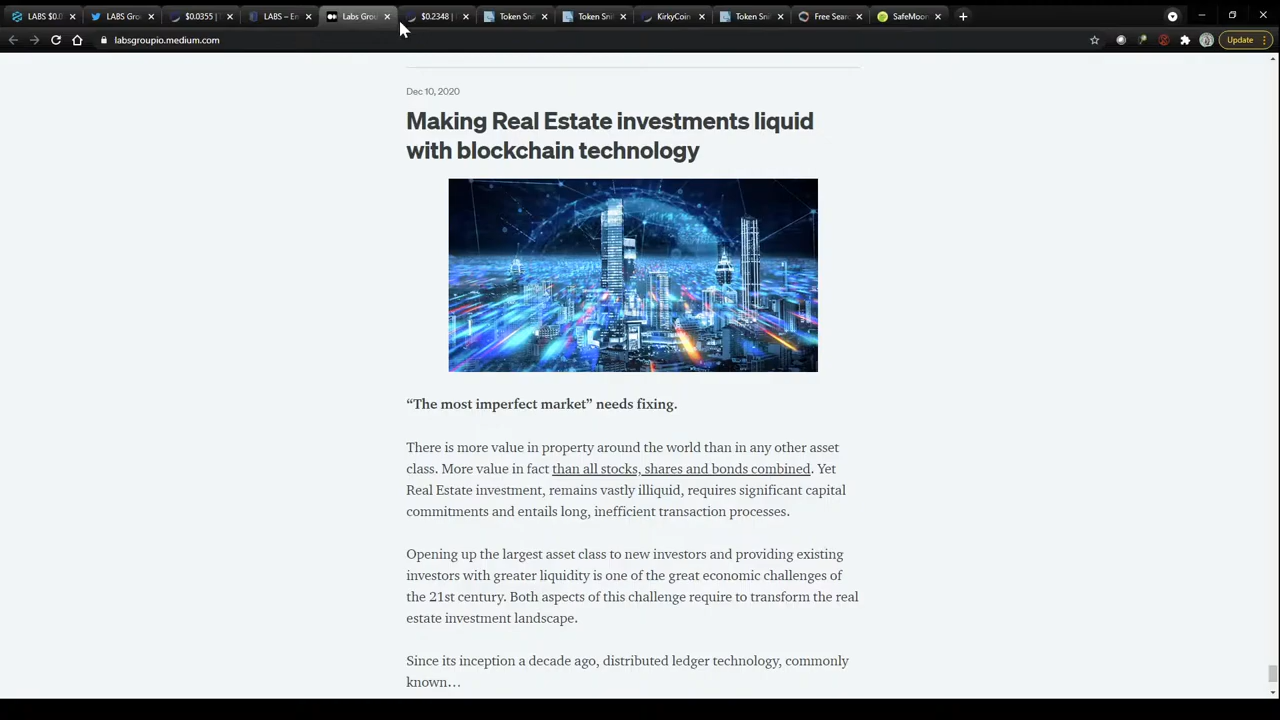 LABS $0.0
LABS Gro
$0.0355 | 
LABS – En
Labs Grou
$0.2348 |
Token Sni
Token Sni
KirkyCoin
Token Sni
Free Sear
SafeMoon
labsgroupio.medium.com
Update
Dec 10, 2020
Making Real Estate investments liquid
with blockchain technology
“The most imperfect market” needs fixing.
There is more value in property around the world than in any other asset
class. More value in fact than all stocks, shares and bonds combined. Yet
Real Estate investment, remains vastly illiquid, requires significant capital
commitments and entails long, inefficient transaction processes.
Opening up the largest asset class to new investors and providing existing
investors with greater liquidity is one of the great economic challenges of
the 21st century. Both aspects of this challenge require to transform the real
estate investment landscape.
Since its inception a decade ago, distributed ledger technology, commonly
known…